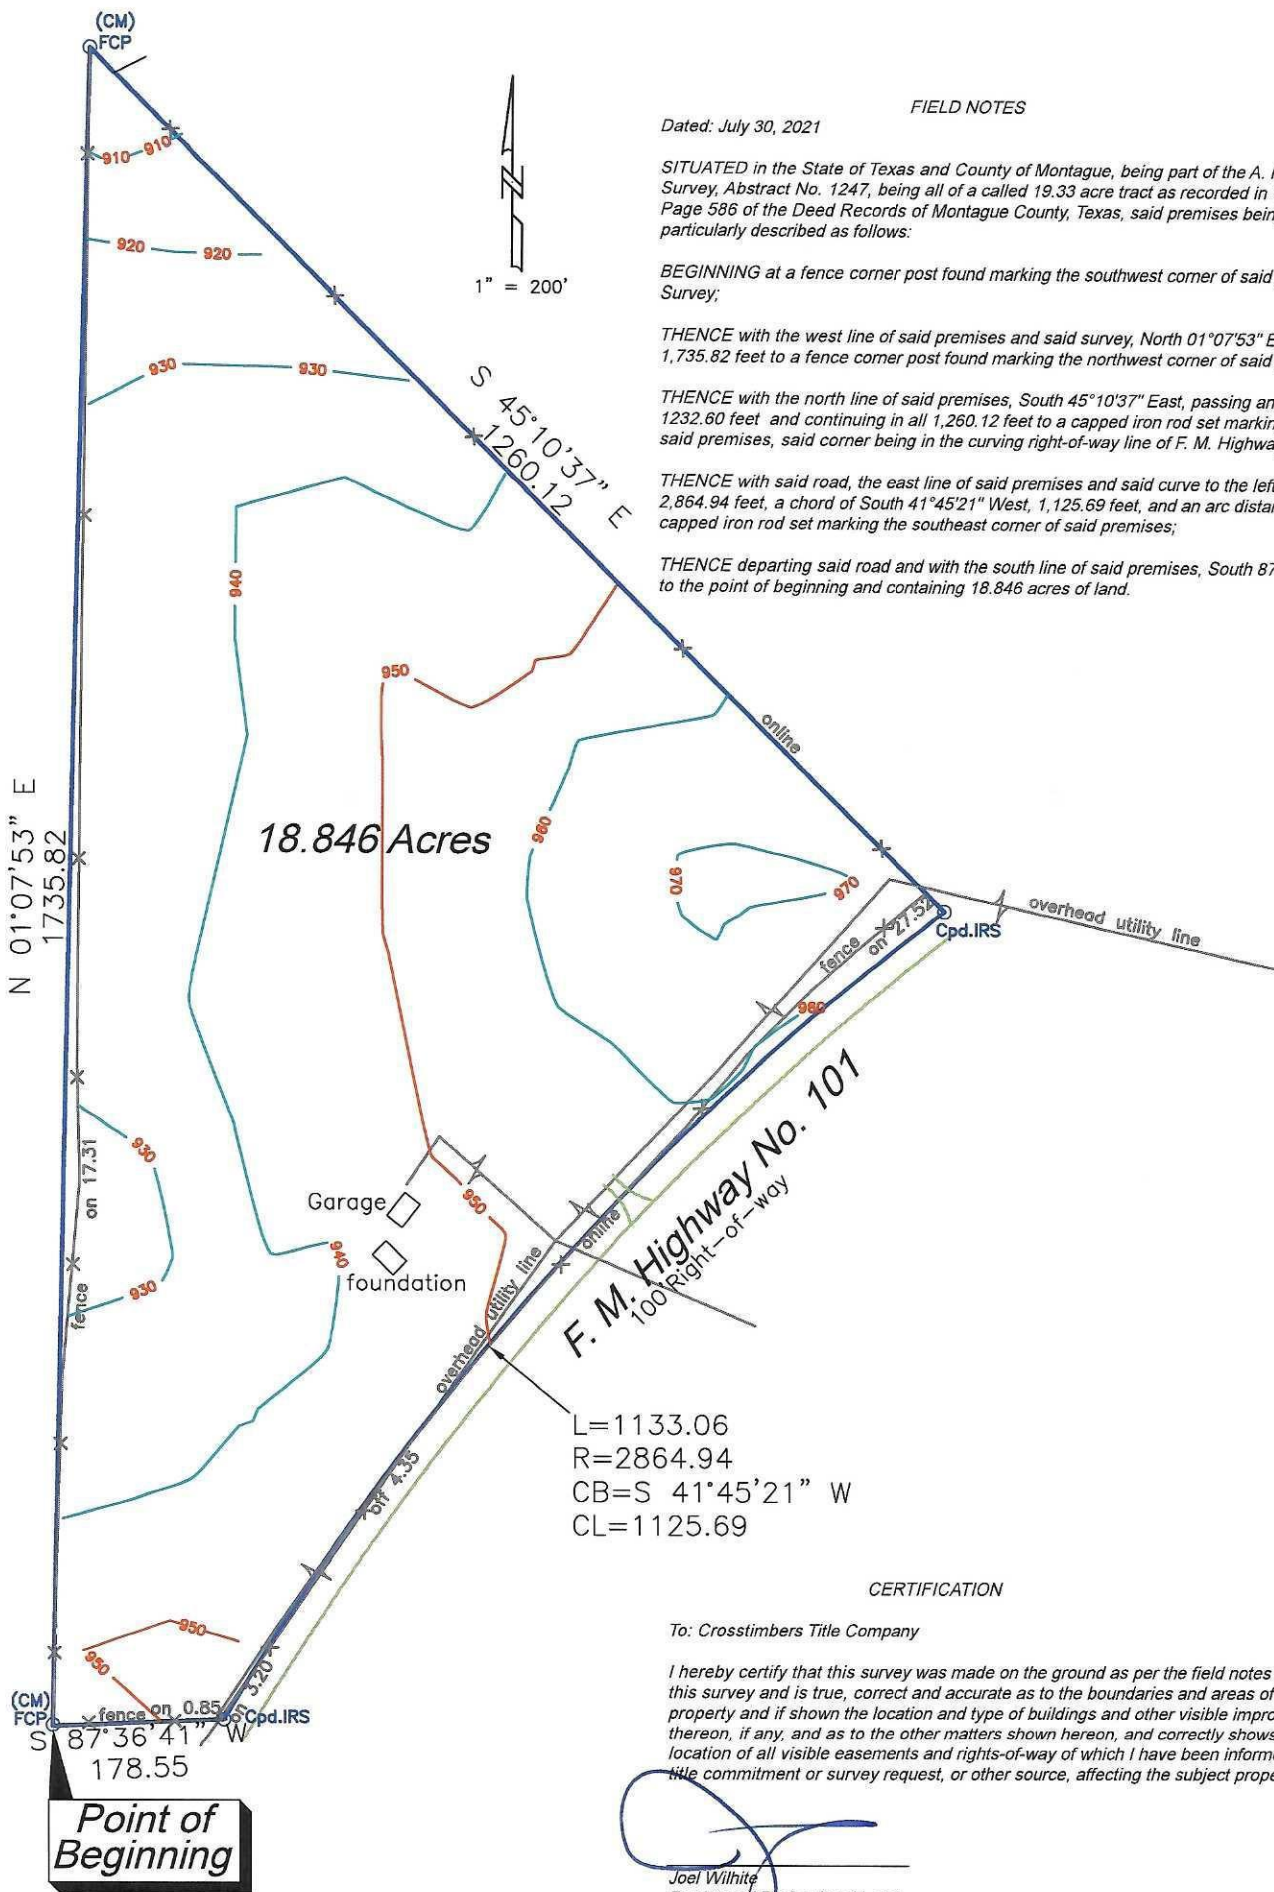 (CM)
FCP
910 910
920 920
930 930
940
950
960
970 970
960
930
930
940
950
950
950
1" = 200'
N
S 45°10'37" E
1260.12
N 01°07'53" E
1735.82
18.846 Acres
online
overhead utility line
Cpd.IRS
fence on 27.52
F. M. Highway No. 101
100' Right-of-way
online
overhead utility line
Garage
foundation
fence on 17.31
off 4.35
L=1133.06
R=2864.94
CB=S 41°45'21" W
CL=1125.69
3.20
fence on 0.85
Cpd.IRS
(CM)
FCP
S 87°36'41" W
178.55
Point of
Beginning
FIELD NOTES
Dated: July 30, 2021
SITUATED in the State of Texas and County of Montague, being part of the A.
Survey, Abstract No. 1247, being all of a called 19.33 acre tract as recorded in
Page 586 of the Deed Records of Montague County, Texas, said premises bein
particularly described as follows:
BEGINNING at a fence corner post found marking the southwest corner of said
Survey;
THENCE with the west line of said premises and said survey, North 01°07'53" E
1,735.82 feet to a fence corner post found marking the northwest corner of said
THENCE with the north line of said premises, South 45°10'37" East, passing an
1232.60 feet and continuing in all 1,260.12 feet to a capped iron rod set markin
said premises, said corner being in the curving right-of-way line of F. M. Highwa
THENCE with said road, the east line of said premises and said curve to the left
2,864.94 feet, a chord of South 41°45'21" West, 1,125.69 feet, and an arc distan
capped iron rod set marking the southeast corner of said premises;
THENCE departing said road and with the south line of said premises, South 87
to the point of beginning and containing 18.846 acres of land.
CERTIFICATION
To: Crosstimbers Title Company
I hereby certify that this survey was made on the ground as per the field notes
this survey and is true, correct and accurate as to the boundaries and areas of
property and if shown the location and type of buildings and other visible impro
thereon, if any, and as to the other matters shown hereon, and correctly shows
location of all visible easements and rights-of-way of which I have been inform
title commitment or survey request, or other source, affecting the subject prope
Joel Wilhite